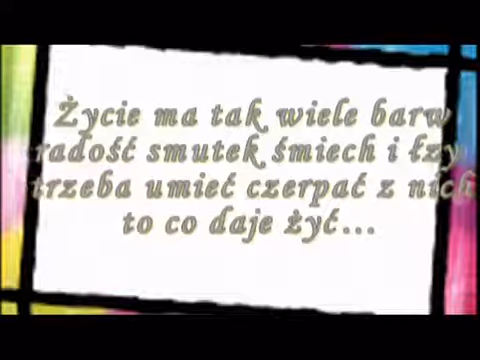 Życie ma tak wiele barw
radość smutek śmiech i łzy
trzeba umieć czerpać z nich
to co daje żyć...